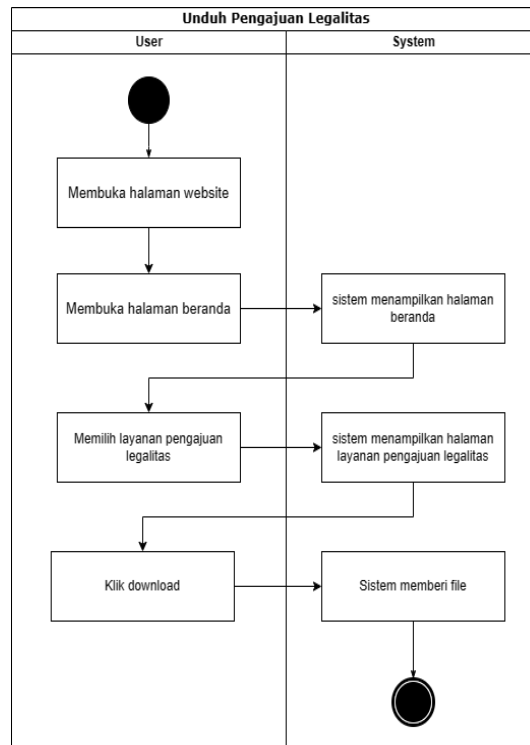 Unduh Pengajuan Legalitas
User
System
Membuka halaman website
Membuka halaman beranda
sistem menampilkan halaman
beranda
Memilih layanan pengajuan
legalitas
sistem menampilkan halaman
layanan pengajuan legalitas
Klik download
Sistem memberi file